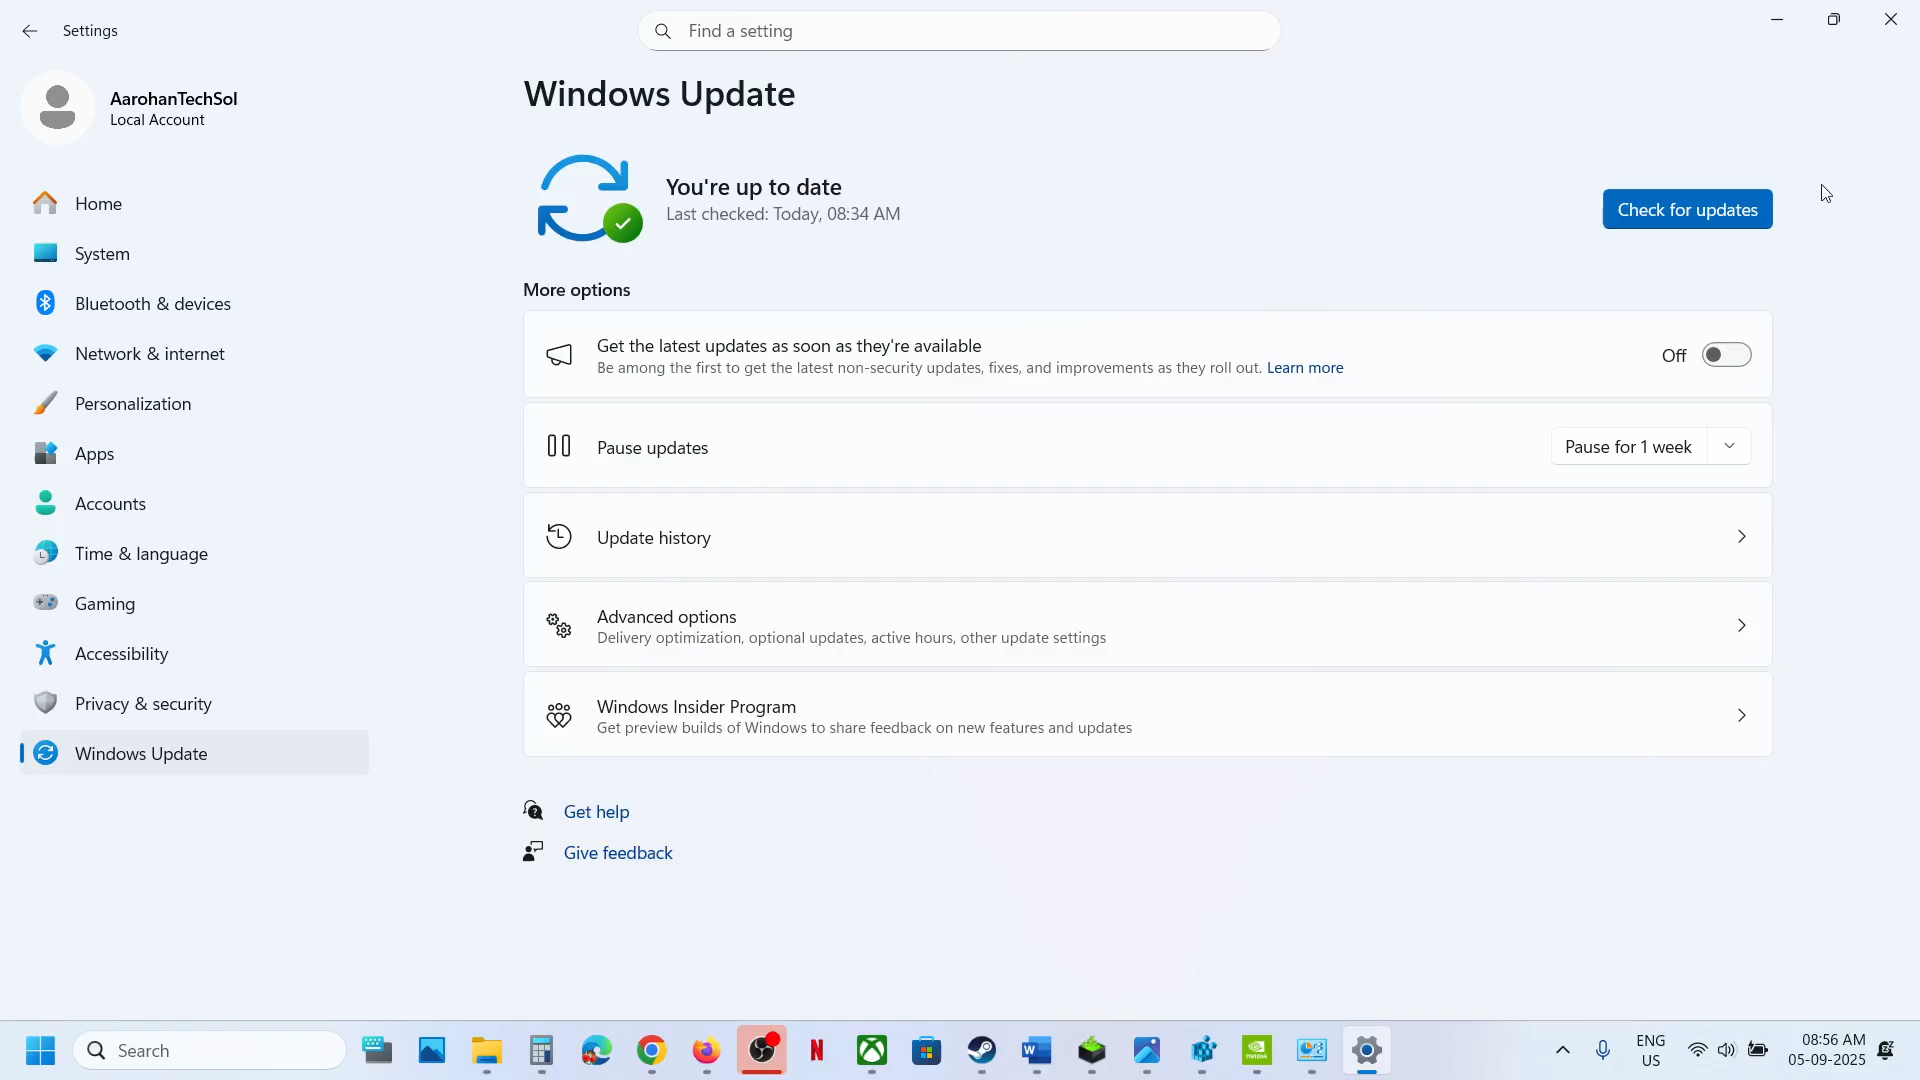 Settings
Find a setting
AarohanTechSol
Local Account
Home
System
Bluetooth & devices
Network & internet
Personalization
Apps
Accounts
Time & language
Gaming
Accessibility
Privacy & security
Windows Update
Windows Update
You're up to date
Last checked: Today, 08:34 AM
Check for updates
More options
Get the latest updates as soon as they're available
Be among the first to get the latest non-security updates, fixes, and improvements as they roll out. Learn more
Off
Pause updates
Pause for 1 week
Update history
Advanced options
Delivery optimization, optional updates, active hours, other update settings
Windows Insider Program
Get preview builds of Windows to share feedback on new features and updates
Get help
Give feedback
Search
N
W
NVIDIA
ENG
US
08:56 AM
05-09-2025